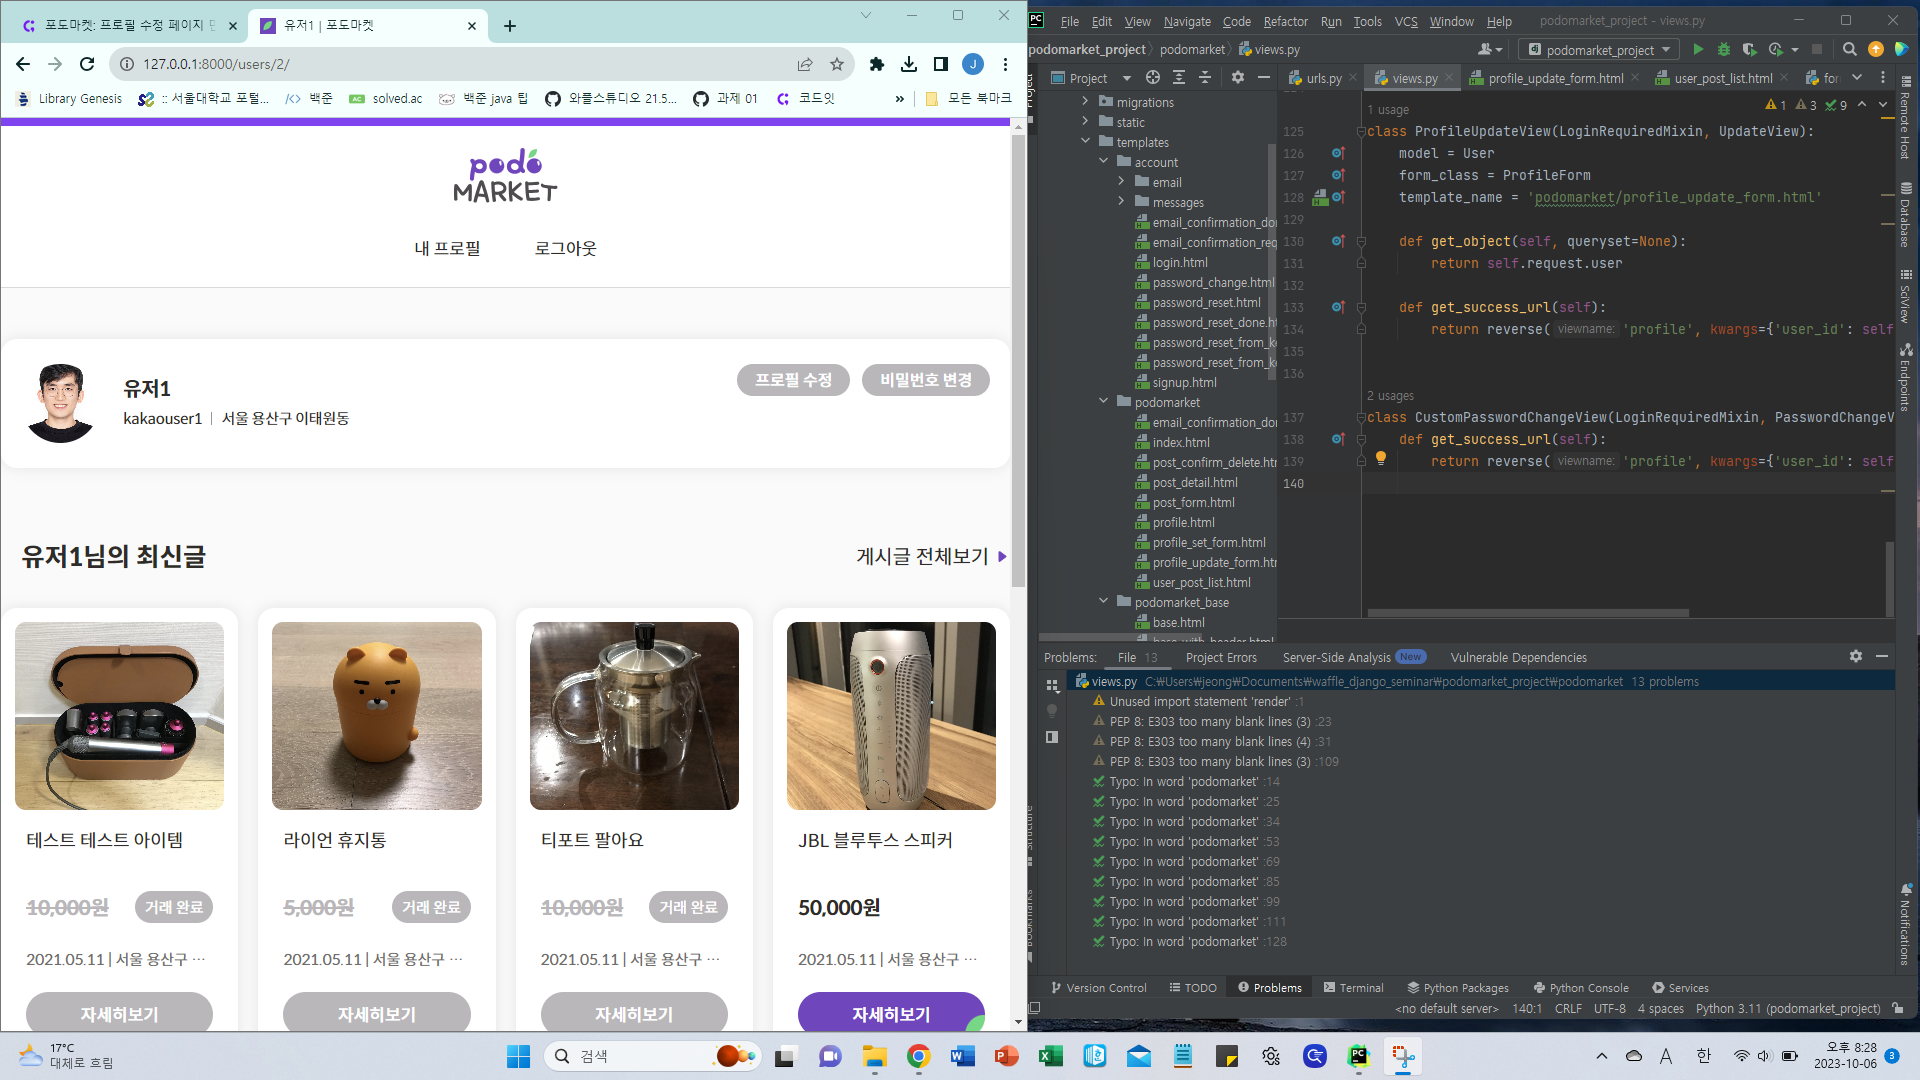 포도마켓: 프로필 수정 페이지
유저1 | 포도마켓
127.0.0.1:8000/users/2/
Library Genesis
:: 서울대학교 포털...
백준
solved.ac
백준 java 팁
와플스튜디오 21.5...
과제 01
코드잇
»
모든 북마크
podo
MARKET
내 프로필
로그아웃
유저1
프로필 수정
비밀번호 변경
kakaouser1 | 서울 용산구 이태원동
유저1님의 최신글
게시글 전체보기
테스트 테스트 아이템
라이언 휴지통
티포트 팔아요
JBL 블루투스 스피커
10,000원 거래 완료
5,000원 거래 완료
10,000원 거래 완료
50,000원
2021.05.11 | 서울 용산구 ···
2021.05.11 | 서울 용산구 ···
2021.05.11 | 서울 용산구 ···
2021.05.11 | 서울 용산구 ···
자세히보기
자세히보기
자세히보기
자세히보기
PC File Edit View Navigate Code Refactor Run Tools VCS Window Help podomarket_project - views.py
podomarket_project podomarket views.py
podomarket_project
Project
urls.py views.py profile_update_form.html user_post_list.html
migrations
static
templates
account
email
messages
email_confirmation_do
email_confirmation_req
login.html
password_change.html
password_reset.html
password_reset_done.h
password_reset_from_k
password_reset_from_k
signup.html
podomarket
email_confirmation_do
index.html
post_confirm_delete.ht
post_detail.html
post_form.html
profile.html
profile_set_form.html
profile_update_form.ht
user_post_list.html
podomarket_base
base.html
base_with_header.html
1 3 9
1 usage
125 class ProfileUpdateView(LoginRequiredMixin, UpdateView):
126 model = User
127 form_class = ProfileForm
128 template_name = 'podomarket/profile_update_form.html'
129
130 def get_object(self, queryset=None):
131 return self.request.user
132
133 def get_success_url(self):
134 return reverse( viewname: 'profile', kwargs={'user_id': self
135
136
2 usages
137 class CustomPasswordChangeView(LoginRequiredMixin, PasswordChangeV
138 def get_success_url(self):
139 return reverse( viewname: 'profile', kwargs={'user_id': self
140
Remote Host
Database
SciView
Endpoints
Notifications
Problems: File 13 Project Errors Server-Side Analysis New Vulnerable Dependencies
views.py C:₩Users₩jeong₩Documents₩waffle_django_seminar₩podomarket_project₩podomarket 13 problems
Unused import statement 'render' :1
PEP 8: E303 too many blank lines (3) :23
PEP 8: E303 too many blank lines (4) :31
PEP 8: E303 too many blank lines (3) :109
Typo: In word 'podomarket' :14
Typo: In word 'podomarket' :25
Typo: In word 'podomarket' :34
Typo: In word 'podomarket' :53
Typo: In word 'podomarket' :69
Typo: In word 'podomarket' :85
Typo: In word 'podomarket' :99
Typo: In word 'podomarket' :111
Typo: In word 'podomarket' :128
Version Control TODO Problems Terminal Python Packages Python Console Services
<no default server> 140:1 CRLF UTF-8 4 spaces Python 3.11 (podomarket_project)
17°C
대체로 흐림
검색
A 한
오후 8:28
2023-10-06
3